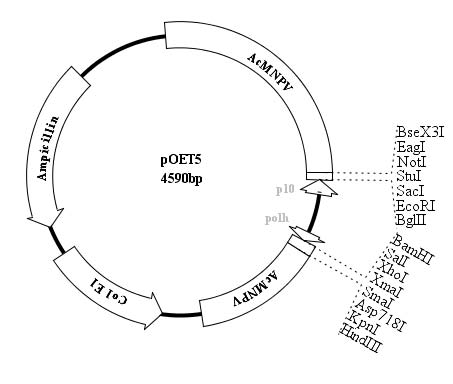 AcMNPV
Ampicillin
pOET5
4590bp
p10
polh
BseX3I
EagI
NotI
StuI
SacI
EcoRI
BglII
BamHI
SalI
XhoI
XmaI
SmaI
Asp718I
KpnI
HindIII
AcMNPV
Col EI